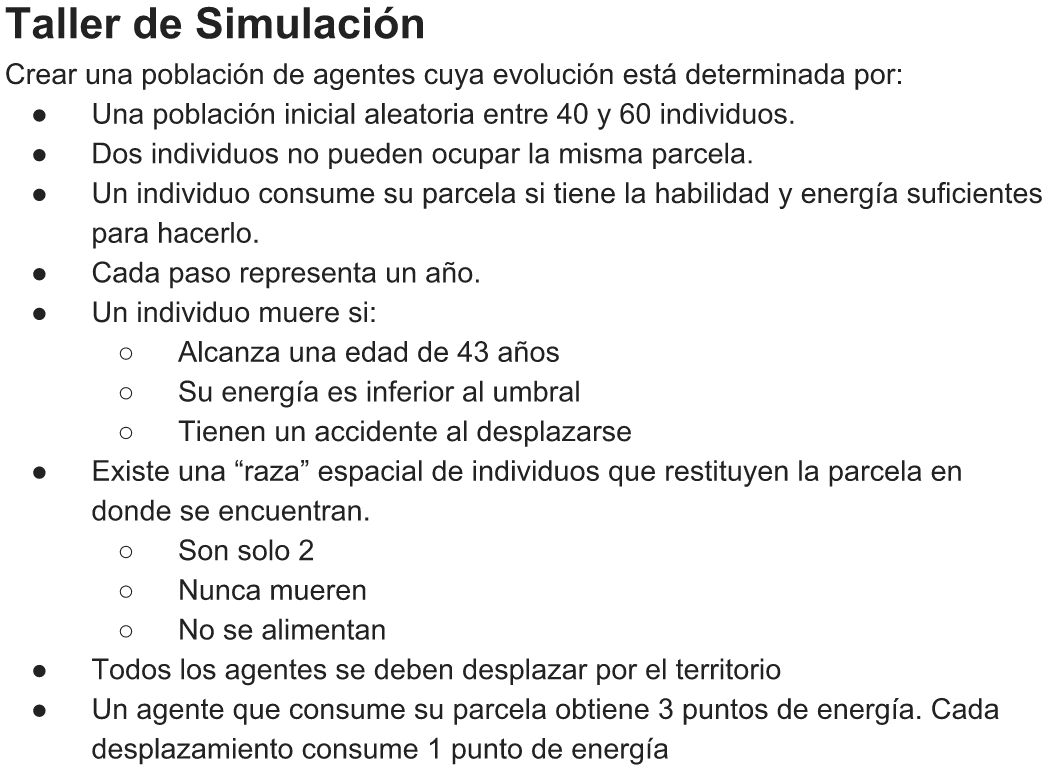 Taller de Simulación
Crear una población de agentes cuya evolución está determinada por:
● Una población inicial aleatoria entre 40 y 60 individuos.
● Dos individuos no pueden ocupar la misma parcela.
● Un individuo consume su parcela si tiene la habilidad y energía suficientes
para hacerlo.
● Cada paso representa un año.
● Un individuo muere si:
○ Alcanza una edad de 43 años
○ Su energía es inferior al umbral
○ Tienen un accidente al desplazarse
● Existe una “raza” espacial de individuos que restituyen la parcela en
donde se encuentran.
○ Son solo 2
○ Nunca mueren
○ No se alimentan
● Todos los agentes se deben desplazar por el territorio
● Un agente que consume su parcela obtiene 3 puntos de energía. Cada
desplazamiento consume 1 punto de energía